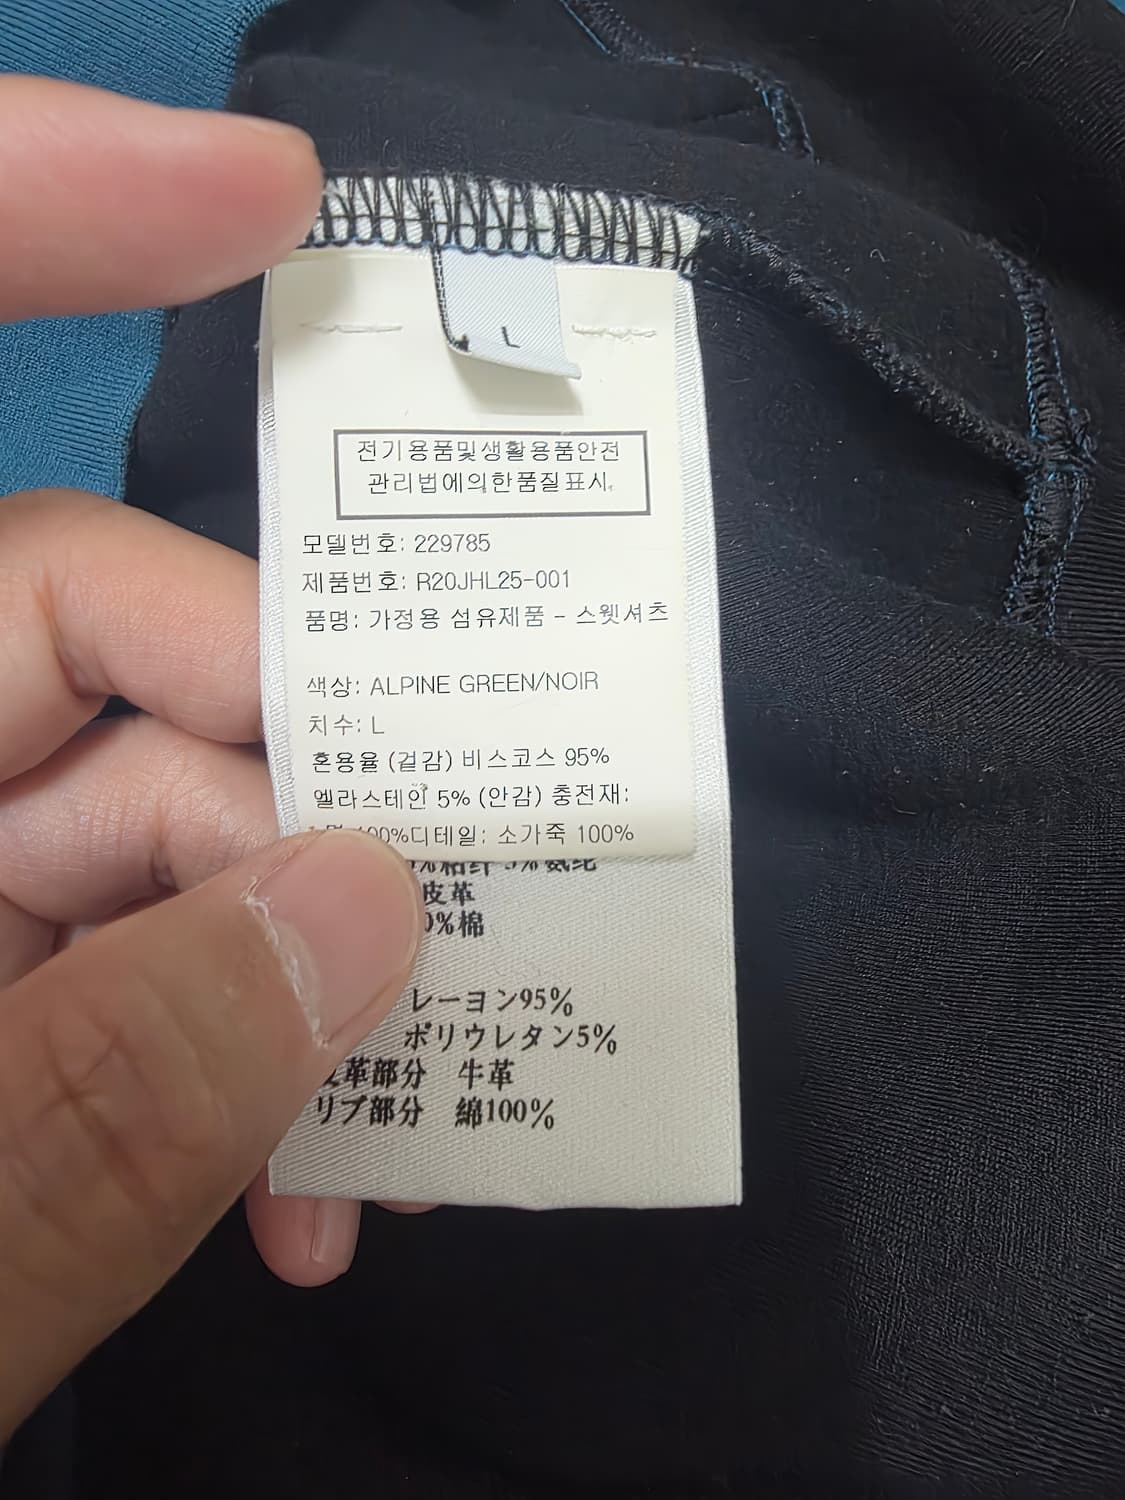 L
전기용품및생활용품안전
관리법에의한품질표시.
모델번호: 229785
제품번호: R20JHL25-001
품명: 가정용 섬유제품 - 스웻셔츠
색상: ALPINE GREEN/NOIR
치수: L
혼용율 (겉감) 비스코스 95%
엘라스테인 5% (안감) 충전재:
100%디테일: 소가죽 100%
皮革
0%棉
レーヨン95%
ポリウレタン5%
皮革部分 牛革
リブ部分 綿100%